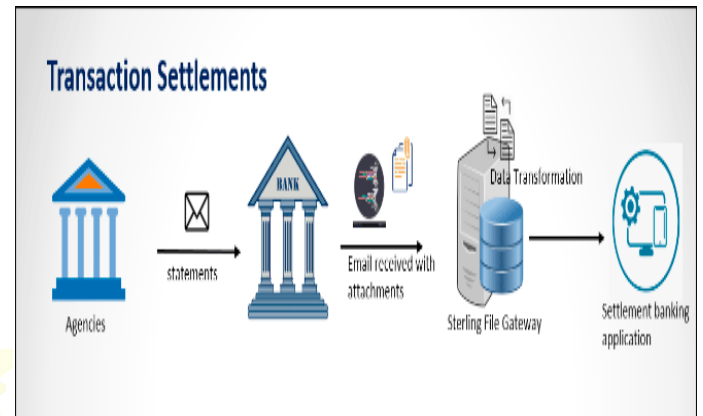 Transaction Settlements
BANK
Data Transformation
statements
Email received with
attachments
Agencies
Sterling File Gateway
Settlement banking
application